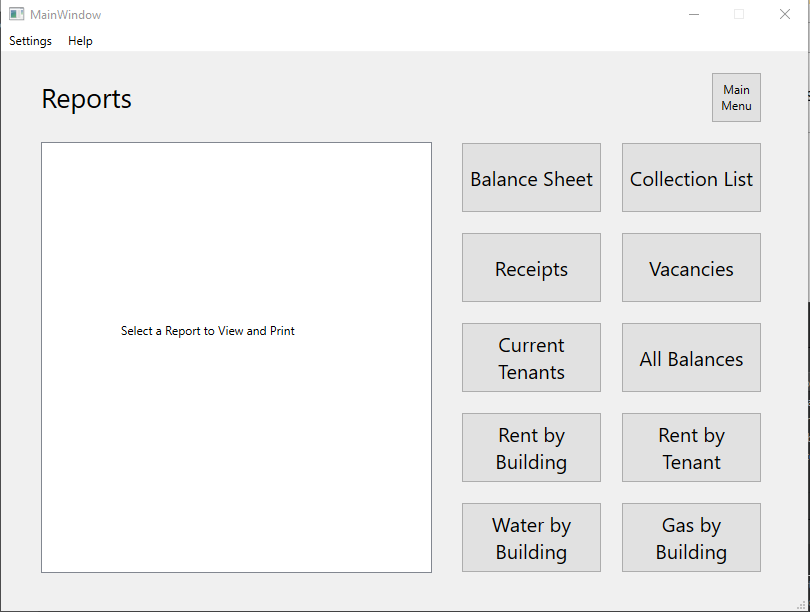 MainWindow
Settings Help
Reports
Main
Menu
Balance Sheet
Collection List
Receipts
Vacancies
Select a Report to View and Print
Current
Tenants
All Balances
Rent by
Building
Rent by
Tenant
Water by
Building
Gas by
Building